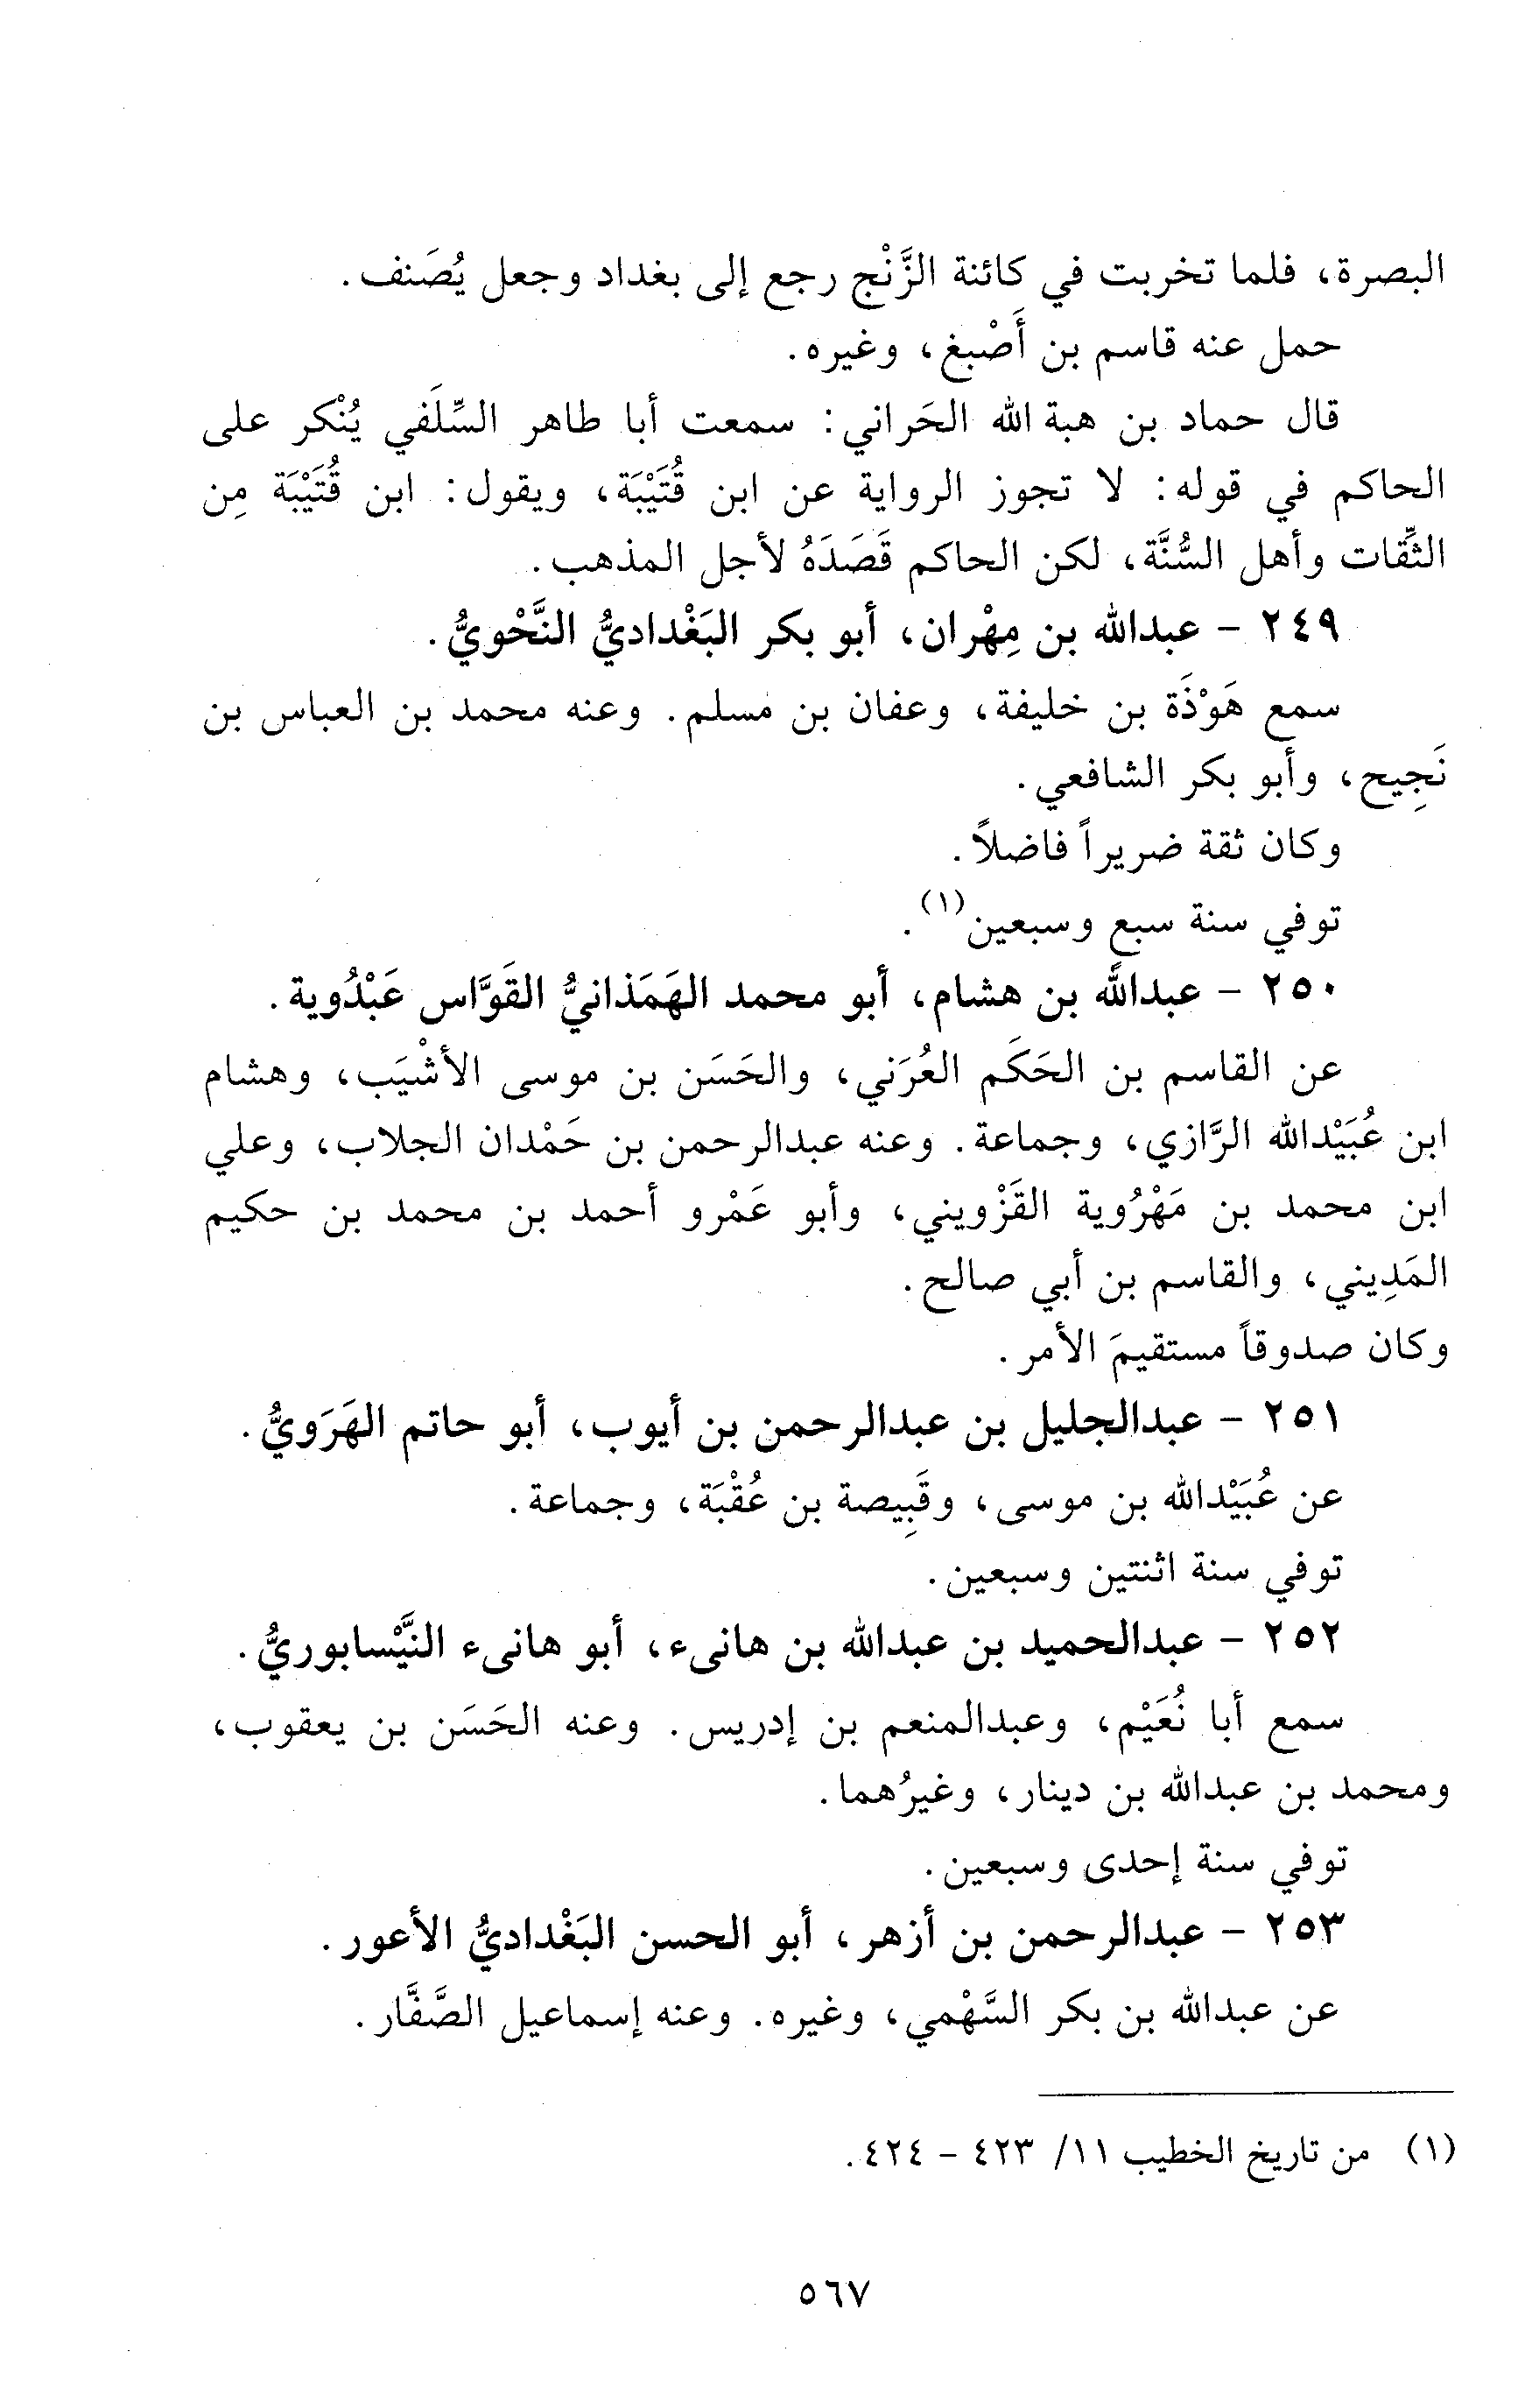 البصرة، فلما تخربت في كائنة الزَّنْج رجع إلى بغداد وجعل يُصَنف.
حمل عنه قاسم بن أَصْبغ، وغيره.
قال حماد بن هبة الله الحَراني: سمعت أبا طاهر السِّلَفي يُنْكر على
الحاكم في قوله: لا تجوز الرواية عن ابن قُتَيْبَة، ويقول: ابن قُتَيْبَة مِن
الثِّقات وأهل السُّنَّة، لكن الحاكم قَصَدَهُ لأجل المذهب.
٢٤٩ - عبدالله بن مِهْران، أبو بكر البَغْداديُّ النَّحْويُّ.
سمع هَوْذَة بن خليفة، وعفان بن مسلم. وعنه محمد بن العباس بن
نَجِيح، وأبو بكر الشافعي.
وكان ثقة ضريراً فاضلاً.
توفي سنة سبع وسبعين(١).
٢٥٠ - عبدالله بن هشام، أبو محمد الهَمَذانيُّ القَوَّاس عَبْدُوية.
عن القاسم بن الحَكَم العُرَني، والحَسَن بن موسى الأشْيَب، وهشام
ابن عُبَيْدالله الرَّازي، وجماعة. وعنه عبدالرحمن بن حَمْدان الجلاب، وعلي
ابن محمد بن مَهْرُوية القَزْويني، وأبو عَمْرو أحمد بن محمد بن حكيم
المَدِيني، والقاسم بن أبي صالح.
وكان صدوقاً مستقيمَ الأمر.
٢٥١ - عبدالجليل بن عبدالرحمن بن أيوب، أبو حاتم الهَرَويُّ.
عن عُبَيْدالله بن موسى، وقَبِيصة بن عُقْبَة، وجماعة.
توفي سنة اثنتين وسبعين.
٢٥٢ - عبدالحميد بن عبدالله بن هانىء، أبو هانىء النَّيْسابوريُّ.
سمع أبا نُعَيْم، وعبدالمنعم بن إدريس. وعنه الحَسَن بن يعقوب،
ومحمد بن عبدالله بن دينار، وغيرُهما.
توفي سنة إحدى وسبعين.
٢٥٣ - عبدالرحمن بن أزهر، أبو الحسن البَغْداديُّ الأعور.
عن عبدالله بن بكر السَّهْمي، وغيره. وعنه إسماعيل الصَّفَّار.
(١) من تاريخ الخطيب ١١/ ٤٢٣ - ٤٢٤.
٥٦٧